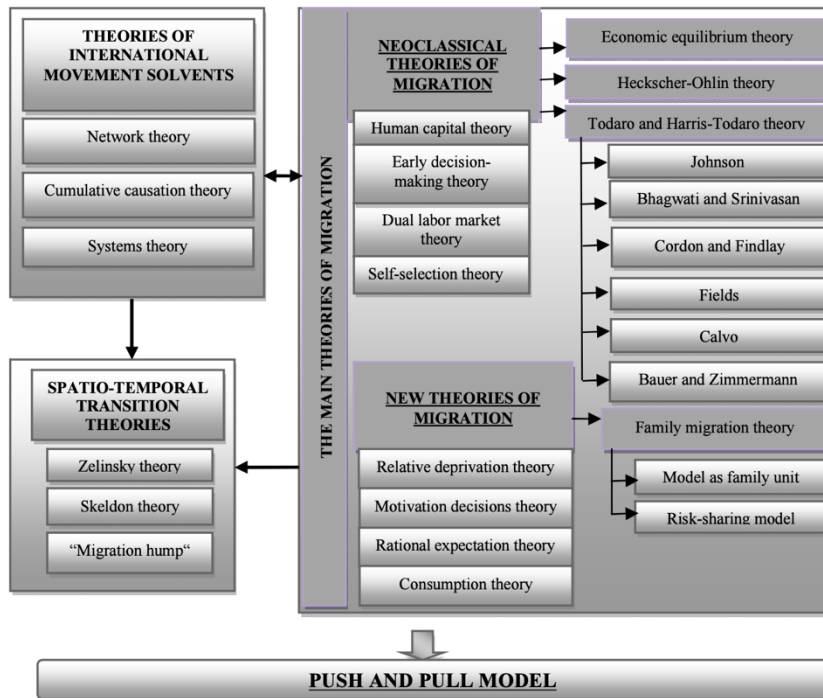 THEORIES OF
INTERNATIONAL
MOVEMENT SOLVENTS
Network theory
Cumulative causation theory
Systems theory
SPATIO-TEMPORAL
TRANSITION
THEORIES
Zelinsky theory
Skeldon theory
“Migration hump“
THE MAIN THEORIES OF MIGRATION
NEOCLASSICAL
THEORIES OF
MIGRATION
Human capital theory
Early decision-
making theory
Dual labor market
theory
Self-selection theory
Economic equilibrium theory
Heckscher-Ohlin theory
Todaro and Harris-Todaro theory
Johnson
Bhagwati and Srinivasan
Cordon and Findlay
Fields
Calvo
Bauer and Zimmermann
NEW THEORIES OF
MIGRATION
Relative deprivation theory
Motivation decisions theory
Rational expectation theory
Consumption theory
Family migration theory
Model as family unit
Risk-sharing model
PUSH AND PULL MODEL